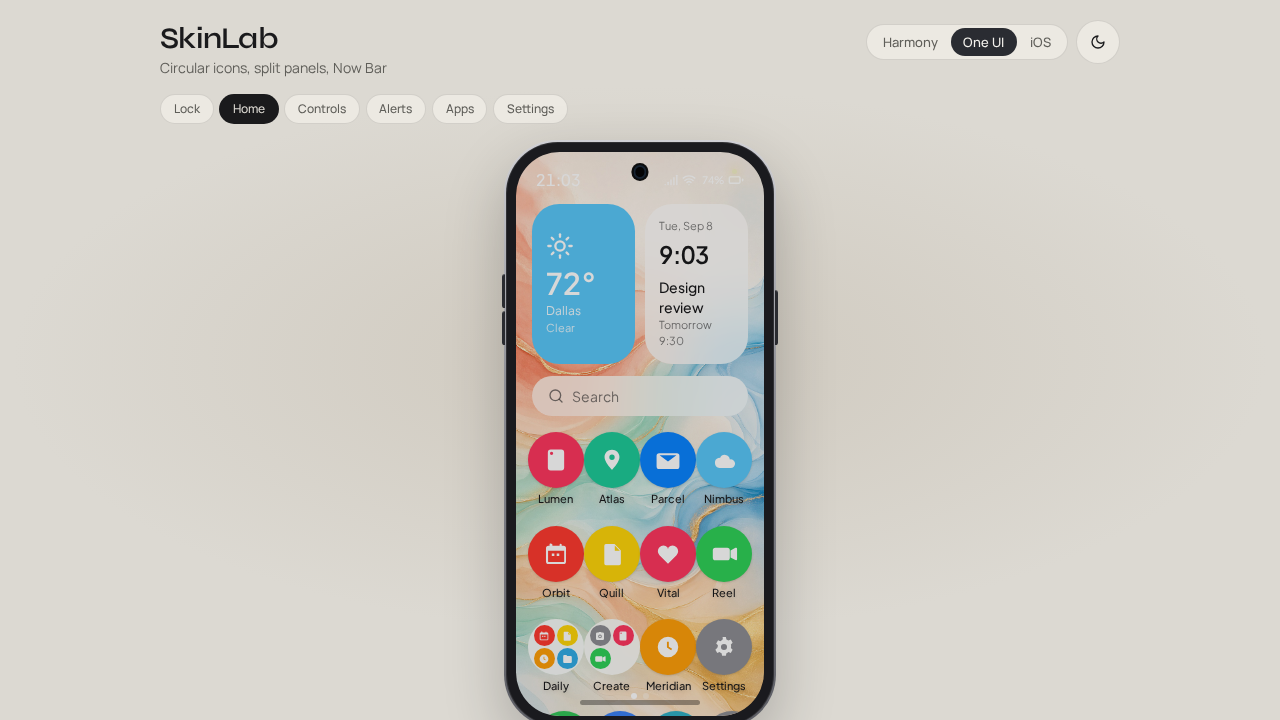 SkinLab
Circular icons, split panels, Now Bar
Harmony One UI iOS
Lock Home Controls Alerts Apps Settings
21:03 74%
72°
Dallas
Clear
Tue, Sep 8
9:03
Design
review
Tomorrow
9:30
Search
Lumen Atlas Parcel Nimbus
Orbit Quill Vital Reel
Daily Create Meridian Settings